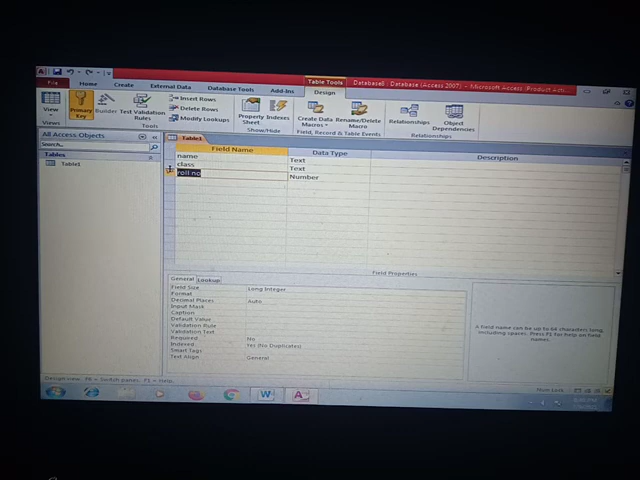 Table Tools
Database8 : Database (Access 2007) - Microsoft Access (Product Acti...
File Home Create External Data Database Tools Add-Ins Design
View
Primary Key
Builder
Test Validation Rules
Insert Rows
Delete Rows
Modify Lookups
Property Sheet
Indexes
Create Data Macros
Rename/Delete Macro
Relationships
Object Dependencies
Views
Tools
Show/Hide
Field, Record & Table Events
Relationships
All Access Objects
Search...
Tables
Table1
Table1
Field Name Data Type Description
name Text
class Text
roll no Number
Field Properties
General Lookup
Field Size Long Integer
Format
Decimal Places Auto
Input Mask
Caption
Default Value
Validation Rule
Validation Text
Required No
Indexed Yes (No Duplicates)
Smart Tags
Text Align General
A field name can be up to 64 characters long,
including spaces. Press F1 for help on field
names.
Design view. F6 = Switch panes. F1 = Help.
Num Lock